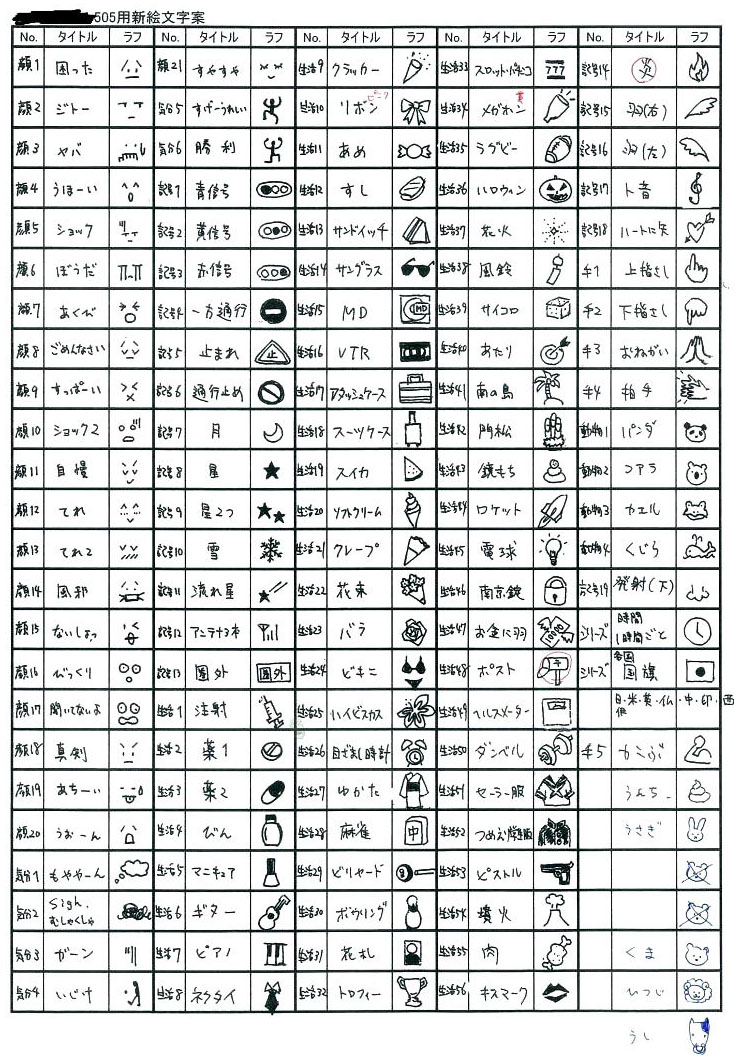 505用新絵文字案
No. タイトル ラフ No. タイトル ラフ No. タイトル ラフ No. タイトル ラフ No. タイトル ラフ
顔1 困った 顔21 すやすや 生活9 クラッカー 生活33 スロット・パチンコ 777 記号14
顔2 ジトー 気分5 すげーうれしい 生活10 リボン ピンク 生活34 メガホン 黄 記号15 羽(右)
顔3 ヤバ 気分6 勝利 生活11 あめ 生活35 ラグビー 記号16 羽(左)
顔4 うほーい 記号1 青信号 生活12 すし 生活36 ハロウィン 記号17 ト音
顔5 ショック 記号2 黄信号 生活13 サンドイッチ 生活37 花火 記号18 ハートに矢
顔6 ぼうだ 記号3 赤信号 生活14 サングラス 生活38 風鈴 手1 上指さし
顔7 あくび 記号4 一方通行 生活15 MD MD 生活39 サイコロ 手2 下指さし
顔8 ごめんなさい 記号5 止まれ 止 生活16 VTR 生活40 あたり 手3 おねがい
顔9 すっぱーい 記号6 通行止め 生活17 アタッシュケース 生活41 南の島 手4 拍手
顔10 ショック2 記号7 月 生活18 スーツケース 生活42 門松 動物1 パンダ
顔11 自慢 記号8 星 生活19 スイカ 生活43 鏡もち 動物2 コアラ
顔12 てれ 記号9 星2つ 生活20 ソフトクリーム 生活44 ロケット 動物3 カエル
顔13 てれ2 記号10 雪 生活21 クレープ 生活45 電球 動物4 くじら
顔14 風邪 記号11 流れ星 生活22 花束 生活46 南京錠 記号19 発射(下)
顔15 ないしょっ 記号12 アンテナ3本 生活23 バラ 生活47 お金に羽 シリーズ 時間 1時間ごと
顔16 びっくり 記号13 圏外 圏外 生活24 ビキニ 生活48 ポスト 〒 シリーズ 各国 国旗
顔17 聞いてないよ 生活1 注射 生活25 ハイビスカス 生活49 ヘルスメーター 日・米・英・仏・中・印・西
顔18 真剣 生活2 薬1 生活26 目ざまし時計 生活50 ダンベル 手5 カこぶ
顔19 あちーい 生活3 薬2 生活27 ゆかた 生活51 セーラー服 うんち
顔20 うおーん 生活4 びん 生活28 麻雀 中 生活52 つめえり学生服 うさぎ
気分1 もややーん 生活5 マニキュア 生活29 ビリヤード 8 生活53 ピストル
気分2 Sigh. むしゃくしゃ 生活6 ギター 生活30 ボウリング 生活54 噴火
気分3 ガーン 生活7 ピアノ 生活31 花札 生活55 肉 くま
気分4 いじけ 生活8 ネクタイ 生活32 トロフィー 生活56 キスマーク ひつじ
うし